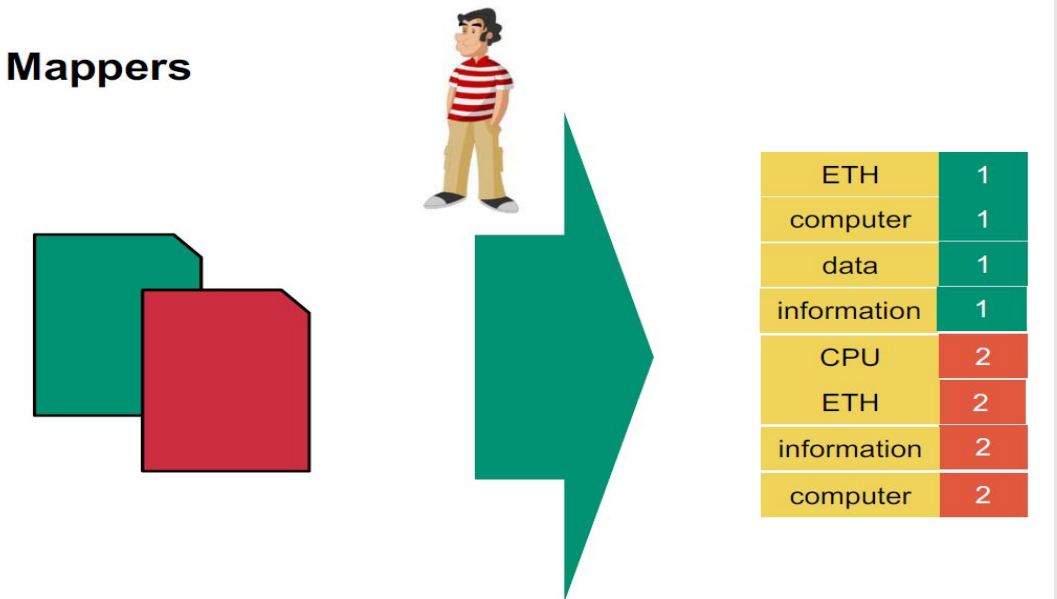 Mappers
ETH 1
computer 1
data 1
information 1
CPU 2
ETH 2
information 2
computer 2